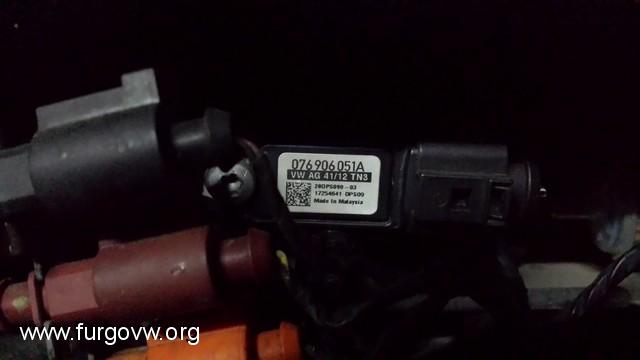 076906051A
VW AG 41/12 TN3
28DPS090-03
17254641 DPS09
Made In Malaysia
www.furgovw.org